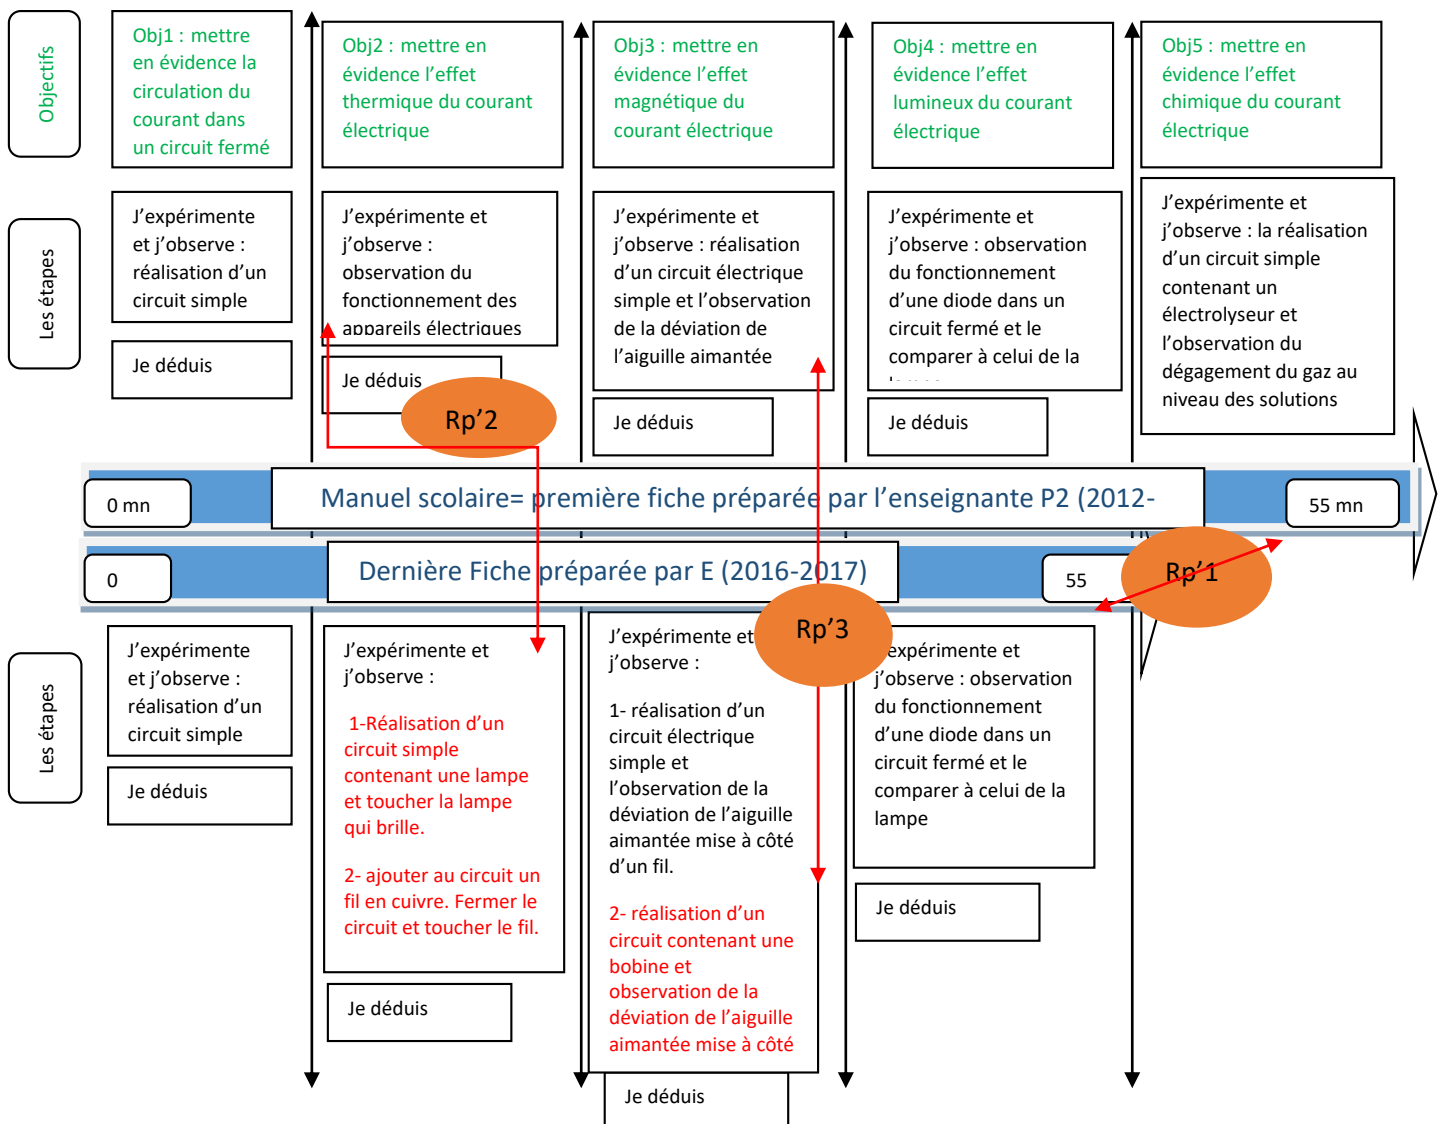 Objectifs
Obj1 : mettre
en évidence la
circulation du
courant dans
un circuit fermé
Obj2 : mettre en
évidence l’effet
thermique du courant
électrique
Obj3 : mettre en
évidence l’effet
magnétique du
courant électrique
Obj4 : mettre en
évidence l’effet
lumineux du courant
électrique
Obj5 : mettre en
évidence l’effet
chimique du courant
électrique
Les étapes
J’expérimente
et j’observe :
réalisation d’un
circuit simple
Je déduis
J’expérimente et
j’observe :
observation du
fonctionnement des
appareils électriques
Je déduis
J’expérimente et
j’observe : réalisation
d’un circuit électrique
simple et l’observation
de la déviation de
l’aiguille aimantée
Je déduis
J’expérimente et
j’observe : observation
du fonctionnement
d’une diode dans un
circuit fermé et le
comparer à celui de la
Je déduis
J’expérimente et
j’observe : la réalisation
d’un circuit simple
contenant un
électrolyseur et
l’observation du
dégagement du gaz au
niveau des solutions
Rp’2
0 mn
Manuel scolaire= première fiche préparée par l’enseignante P2 (2012-
55 mn
0
Dernière Fiche préparée par E (2016-2017)
55
Rp’1
Rp’3
Les étapes
J’expérimente
et j’observe :
réalisation d’un
circuit simple
Je déduis
J’expérimente et
j’observe :
1-Réalisation d’un
circuit simple
contenant une lampe
et toucher la lampe
qui brille.
2- ajouter au circuit un
fil en cuivre. Fermer le
circuit et toucher le fil.
Je déduis
J’expérimente et
j’observe :
1- réalisation d’un
circuit électrique
simple et
l’observation de la
déviation de l’aiguille
aimantée mise à côté
d’un fil.
2- réalisation d’un
circuit contenant une
bobine et
observation de la
déviation de l’aiguille
aimantée mise à côté
Je déduis
J’expérimente et
j’observe : observation
du fonctionnement
d’une diode dans un
circuit fermé et le
comparer à celui de la
lampe
Je déduis